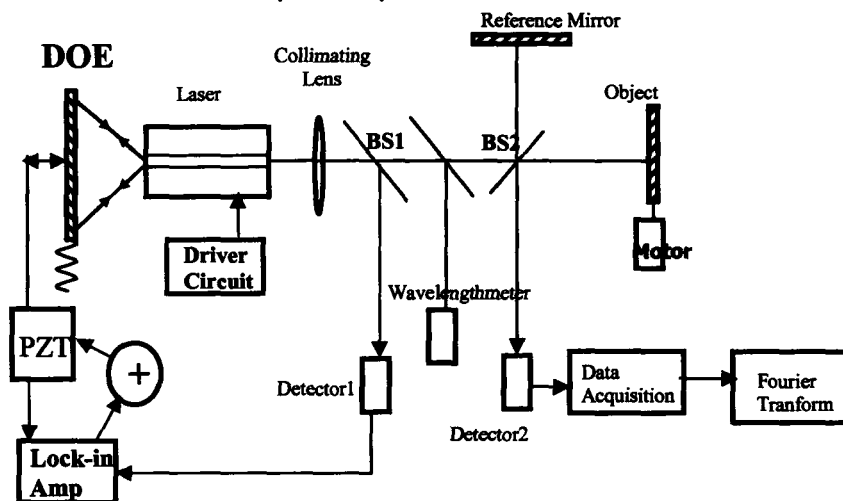 Reference Mirror
DOE
Collimating
Lens
Laser
Object
BS1
BS2
Driver
Circuit
Motor
Wavelengthmeter
PZT
+
Detector1
Data
Acquisition
Fourier
Tranform
Detector2
Lock-in
Amp